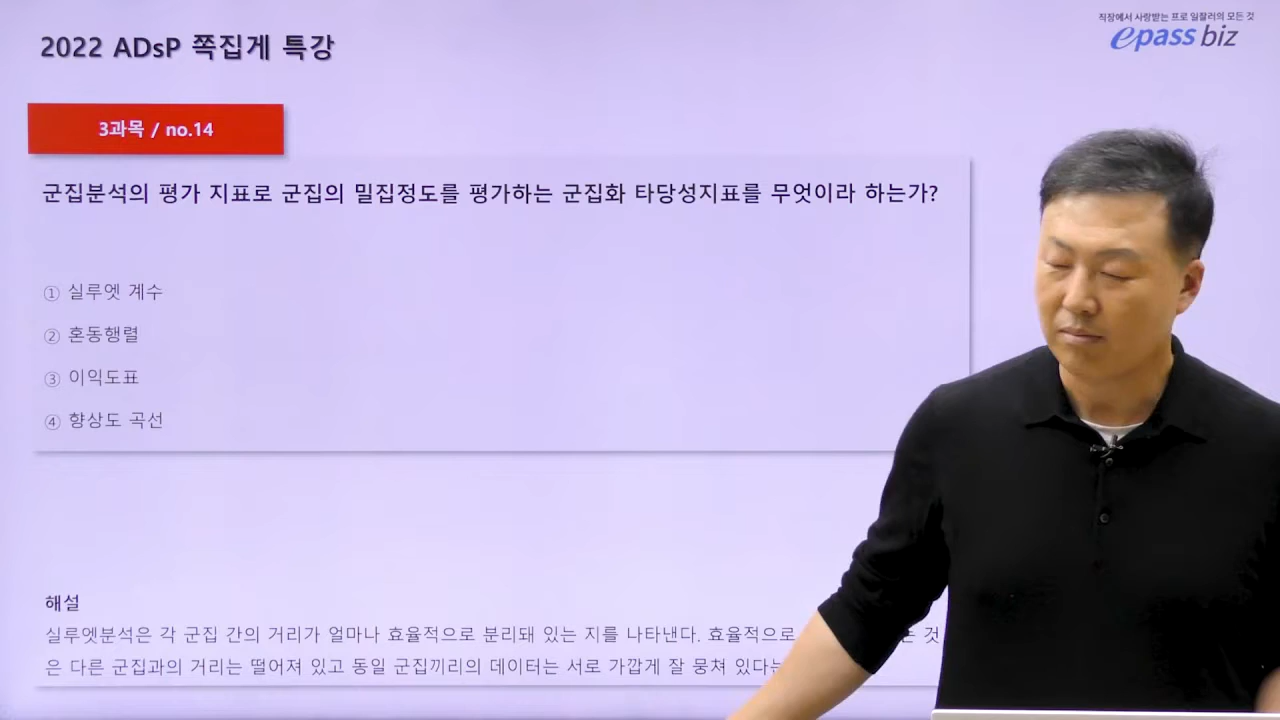 2022 ADsP 쪽집게 특강
직장에서 사랑받는 프로 일잘러의 모든 것
epass biz
3과목 / no.14
군집분석의 평가 지표로 군집의 밀집정도를 평가하는 군집화 타당성지표를 무엇이라 하는가?
① 실루엣 계수
② 혼동행렬
③ 이익도표
④ 향상도 곡선
해설
실루엣분석은 각 군집 간의 거리가 얼마나 효율적으로 분리돼 있는 지를 나타낸다. 효율적으로 것
은 다른 군집과의 거리는 떨어져 있고 동일 군집끼리의 데이터는 서로 가깝게 잘 뭉쳐 있다는